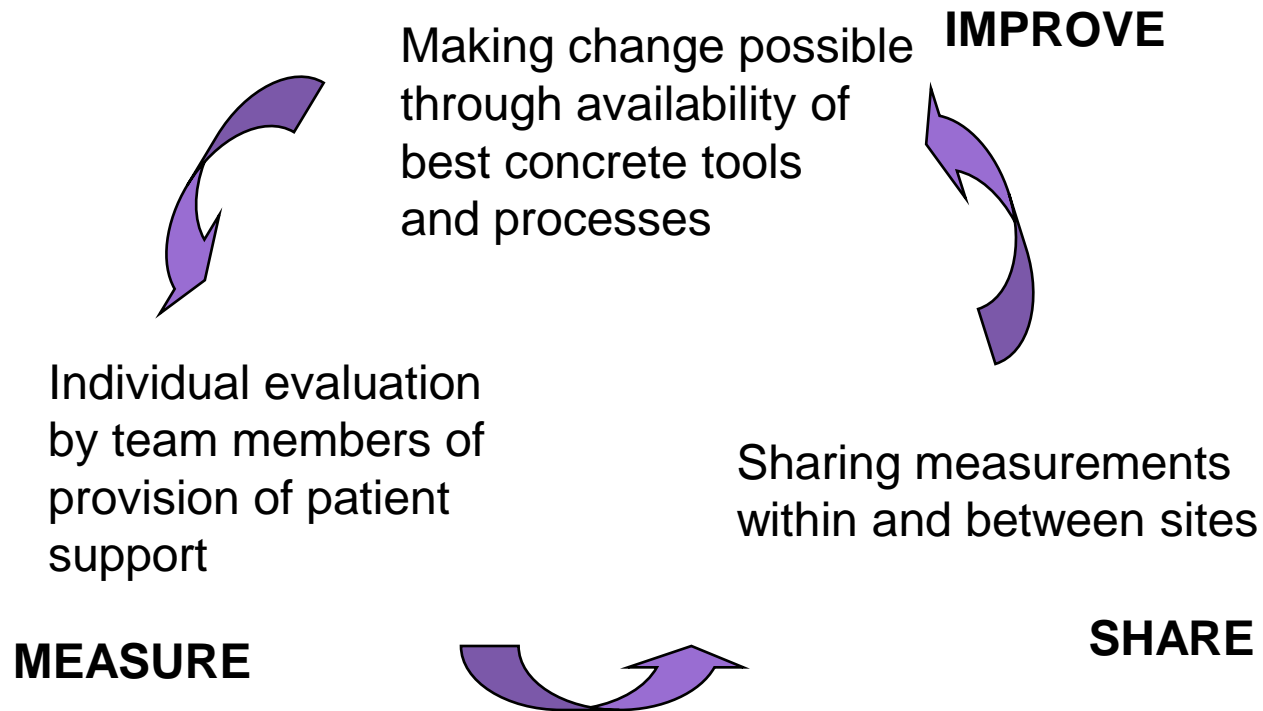 IMPROVE
Making change possible
through availability of
best concrete tools
and processes
Individual evaluation
by team members of
provision of patient
support
MEASURE
Sharing measurements
within and between sites
SHARE